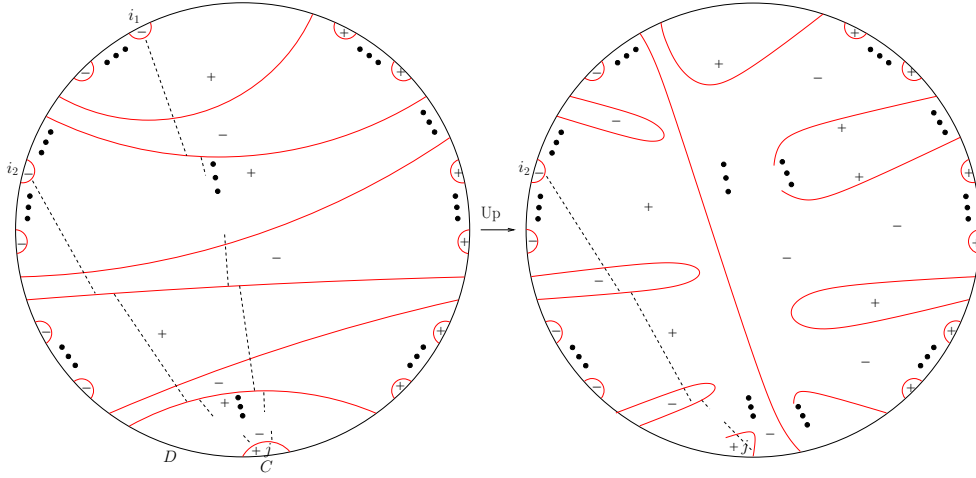 i₁
− + +
− + +
−
i₂ − + +
− − +
+
− − +
− + +
−
+ j
D C
Up
+
− − +
− +
i₂ − + +
− − −
− +
+ −
− − +
+ j −